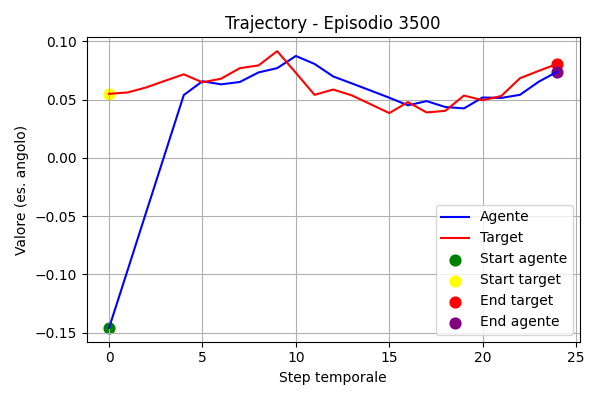 Trajectory - Episodio 3500
Valore (es. angolo)
0.10
0.05
0.00
−0.05
−0.10
−0.15
0 5 10 15 20 25
Step temporale
Agente
Target
Start agente
Start target
End target
End agente